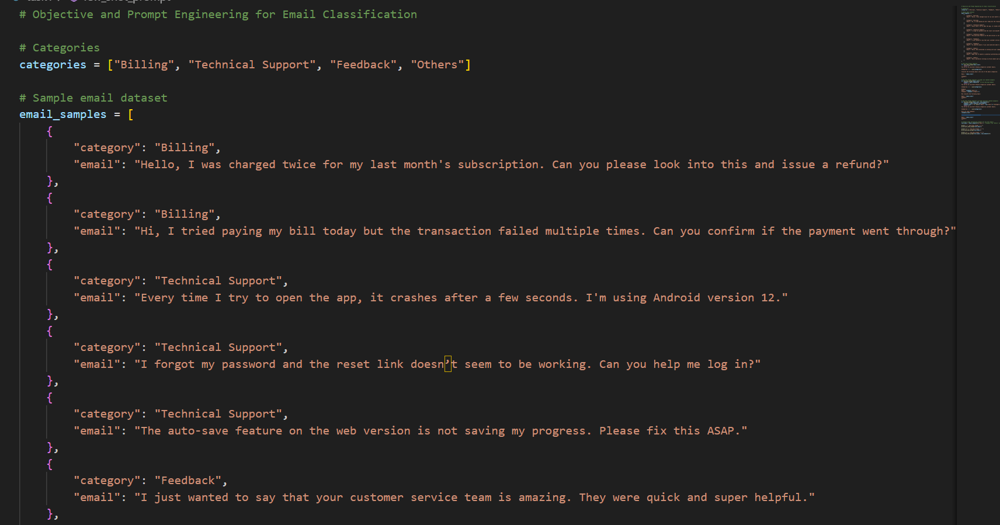 # Objective and Prompt Engineering for Email Classification
# Categories
categories = ["Billing", "Technical Support", "Feedback", "Others"]
# Sample email dataset
email_samples = [
{
"category": "Billing",
"email": "Hello, I was charged twice for my last month's subscription. Can you please look into this and issue a refund?"
},
{
"category": "Billing",
"email": "Hi, I tried paying my bill today but the transaction failed multiple times. Can you confirm if the payment went through?"
},
{
"category": "Technical Support",
"email": "Every time I try to open the app, it crashes after a few seconds. I'm using Android version 12."
},
{
"category": "Technical Support",
"email": "I forgot my password and the reset link doesn’t seem to be working. Can you help me log in?"
},
{
"category": "Technical Support",
"email": "The auto-save feature on the web version is not saving my progress. Please fix this ASAP."
},
{
"category": "Feedback",
"email": "I just wanted to say that your customer service team is amazing. They were quick and super helpful."
},